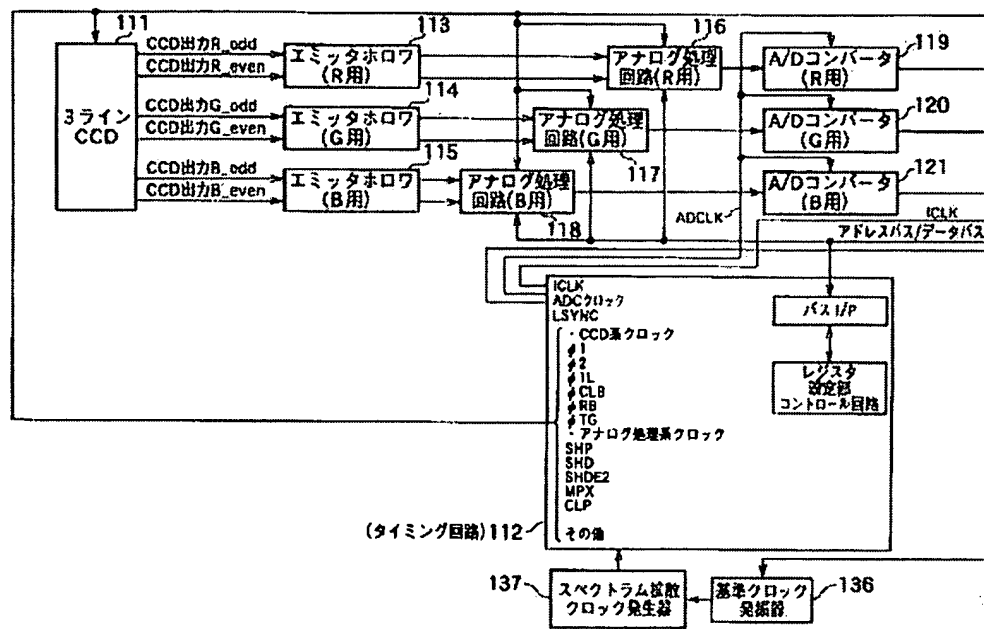 111
CCD出力R_odd
CCD出力R_even
CCD出力G_odd
CCD出力G_even
CCD出力B_odd
CCD出力B_even
3ライン
CCD
113
エミッタホロワ
(R用)
114
エミッタホロワ
(G用)
115
エミッタホロワ
(B用)
116
アナログ処理
回路(R用)
アナログ処理
回路(G用)
117
アナログ処理
回路(B用)
118
119
A/Dコンバータ
(R用)
120
A/Dコンバータ
(G用)
121
A/Dコンバータ
(B用)
ADCLK
ICLK
アドレスバス/データバス
ICLK
ADCクロック
LSYNC
・CCD系クロック
φ1
φ2
φ1L
φCLB
φRB
φTG
・アナログ処理系クロック
SHP
SHD
SHDE2
MPX
CLP
その他
(タイミング回路)112
バスI/P
レジスタ
設定部
コントロール回路
137
スペクトラム拡散
クロック発生器
基準クロック
発振器
136